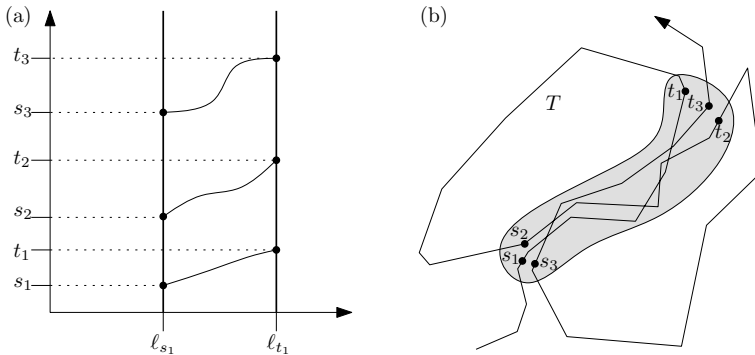 (a)
t₃
s₃
t₂
s₂
t₁
s₁
ℓₛ₁
ℓₜ₁
(b)
T
t₁
t₃
t₂
s₂
s₁
s₃